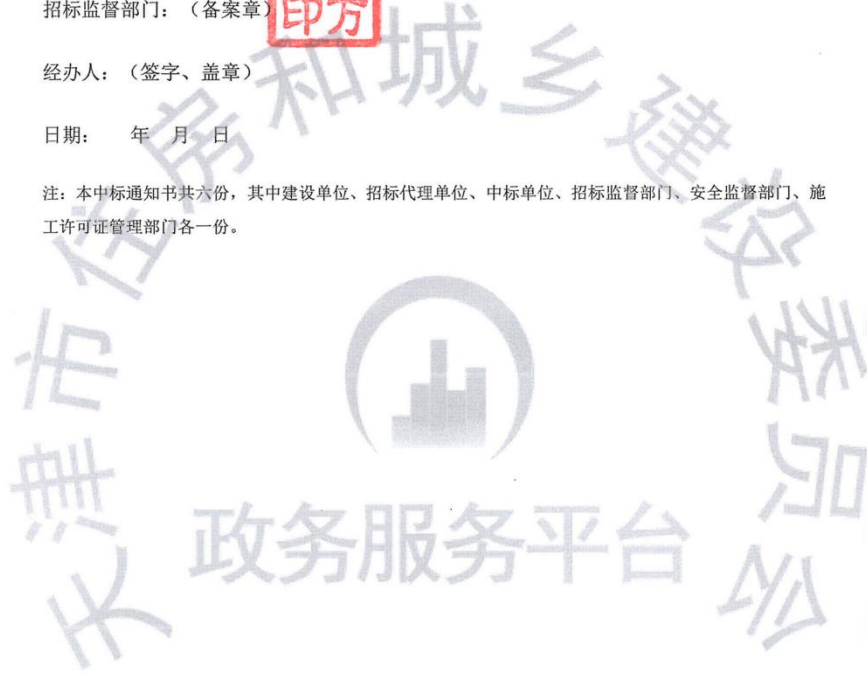 招标监督部门：（备案章）
印方
经办人：（签字、盖章）
日期： 年 月 日
注：本中标通知书共六份，其中建设单位、招标代理单位、中标单位、招标监督部门、安全监督部门、施
工许可证管理部门各一份。
天津市住房和城乡建设委员会
政务服务平台